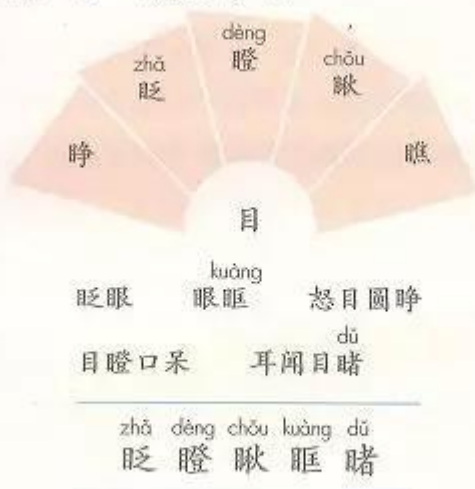 dèng
zhǎ chǒu
瞪
眨 瞅
睁 瞧
目
kuàng
眨眼 眼眶 怒目圆睁
dǔ
目瞪口呆 耳闻目睹
zhǎ dèng chǒu kuàng dǔ
眨 瞪 瞅 眶 睹